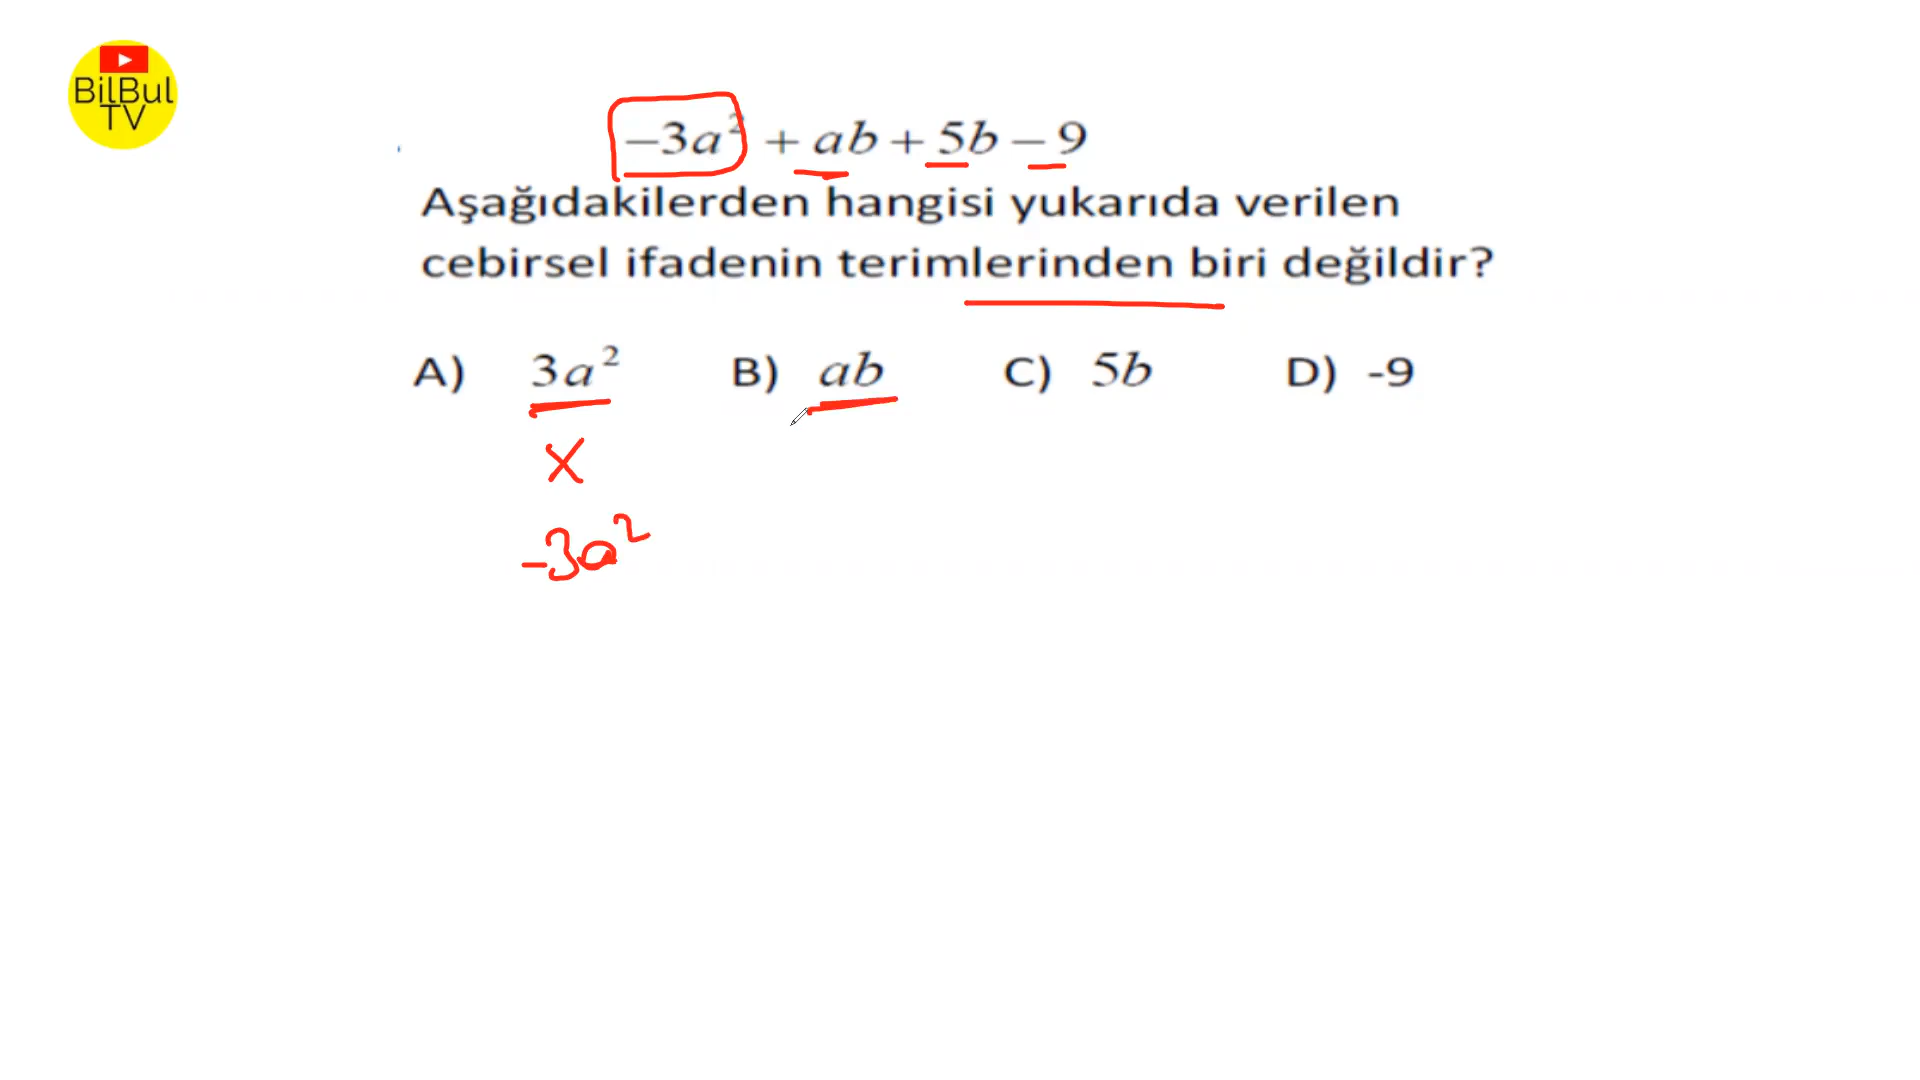 BilBul
TV
−3a² + ab + 5b − 9
Aşağıdakilerden hangisi yukarıda verilen
cebirsel ifadenin terimlerinden biri değildir?
A) 3a² B) ab C) 5b D) -9
X
-3a²